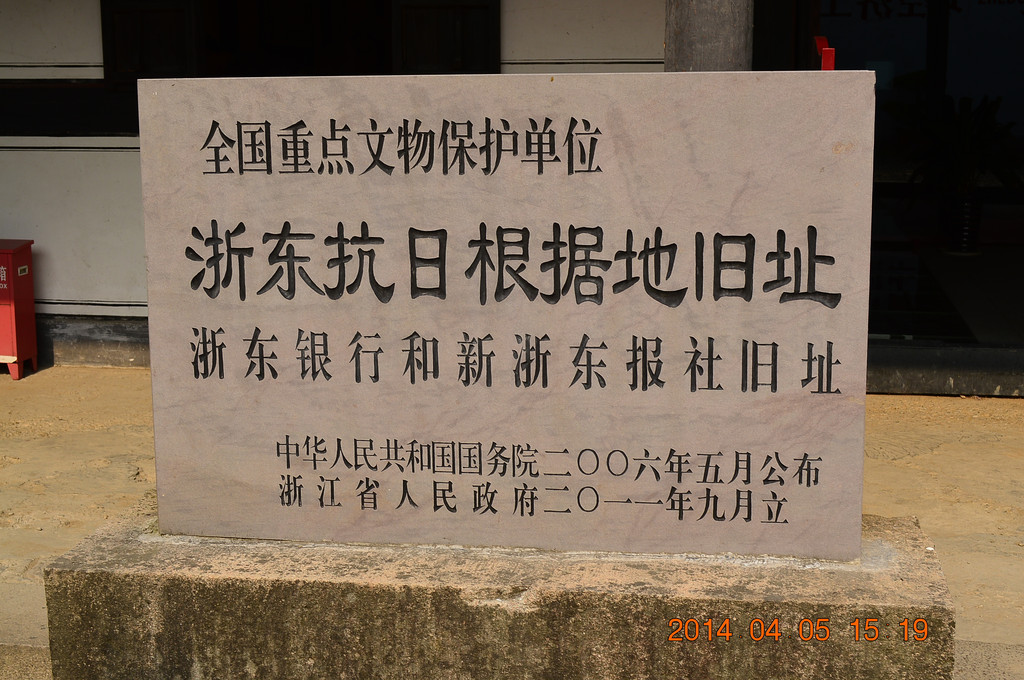 全国重点文物保护单位
浙东抗日根据地旧址
浙东银行和新浙东报社旧址
中华人民共和国国务院二〇〇六年五月公布
浙江省人民政府二〇一一年九月立
箱
2014 04 05 15 19